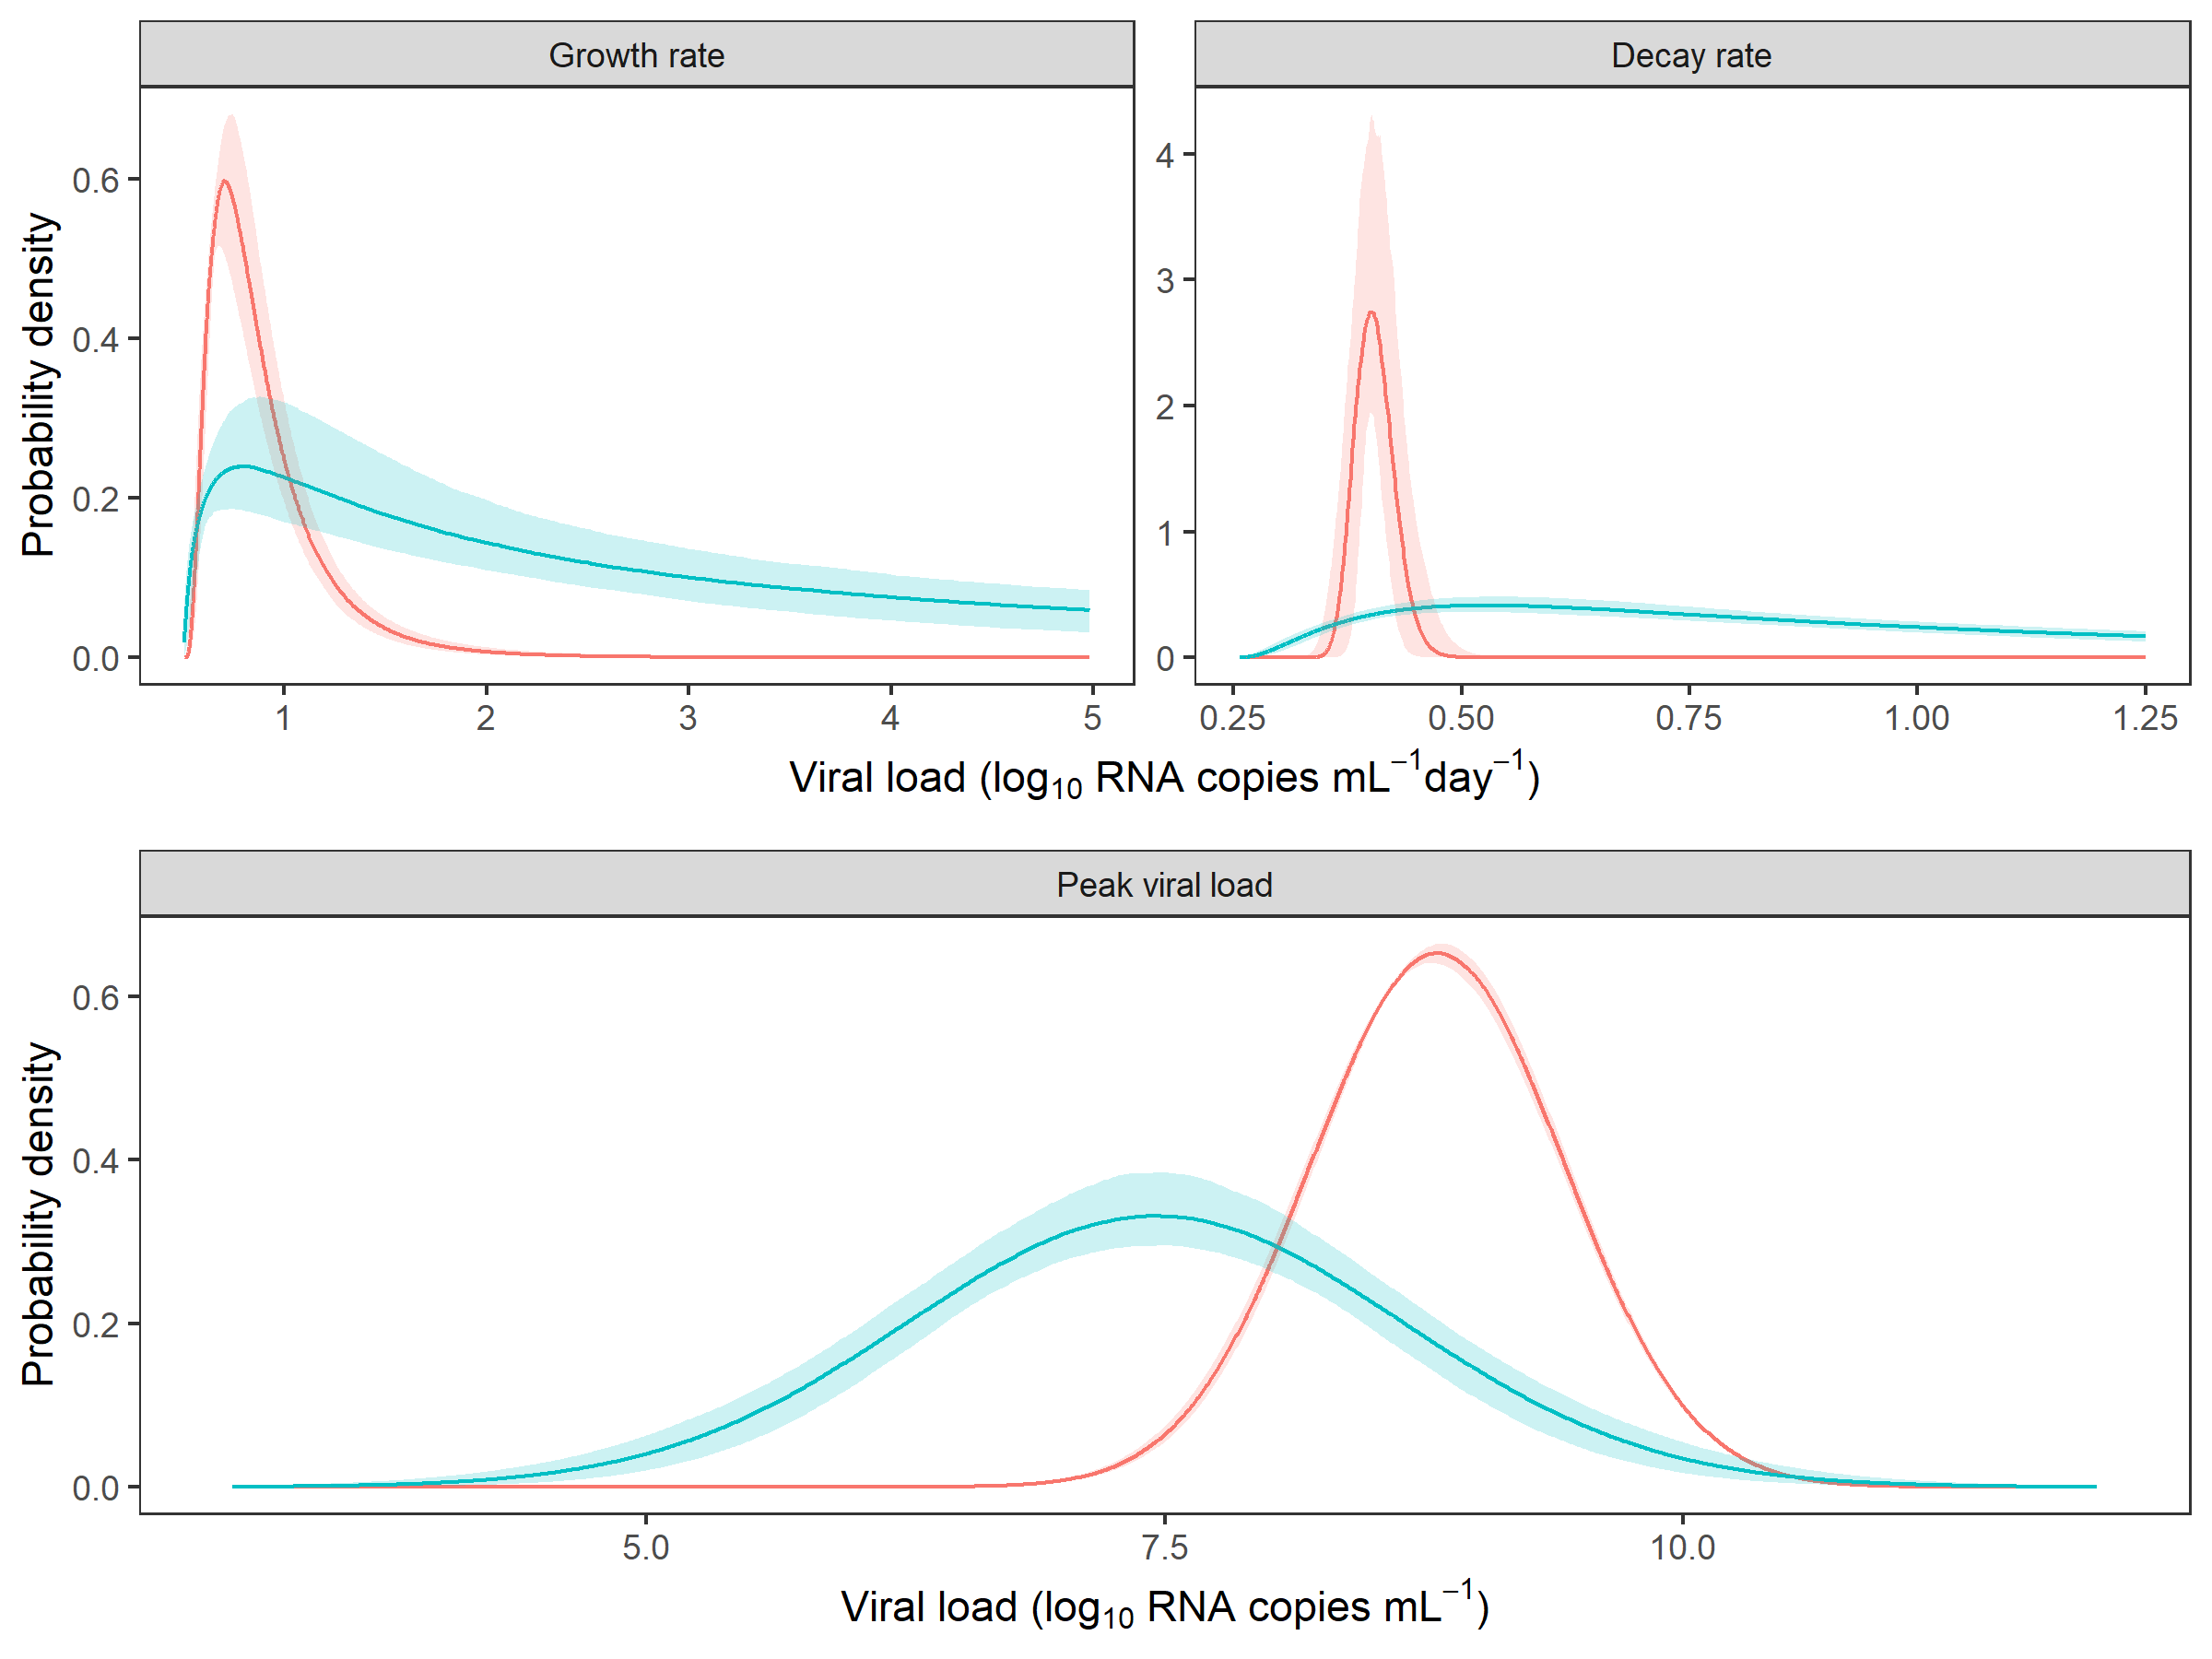 Growth rate
Decay rate
Probability density
0.6
0.4
0.2
0.0
4
3
2
1
0
1 2 3 4 5
0.25 0.50 0.75 1.00 1.25
Viral load (log₁₀ RNA copies mL⁻¹day⁻¹)
Peak viral load
Probability density
0.6
0.4
0.2
0.0
5.0 7.5 10.0
Viral load (log₁₀ RNA copies mL⁻¹)